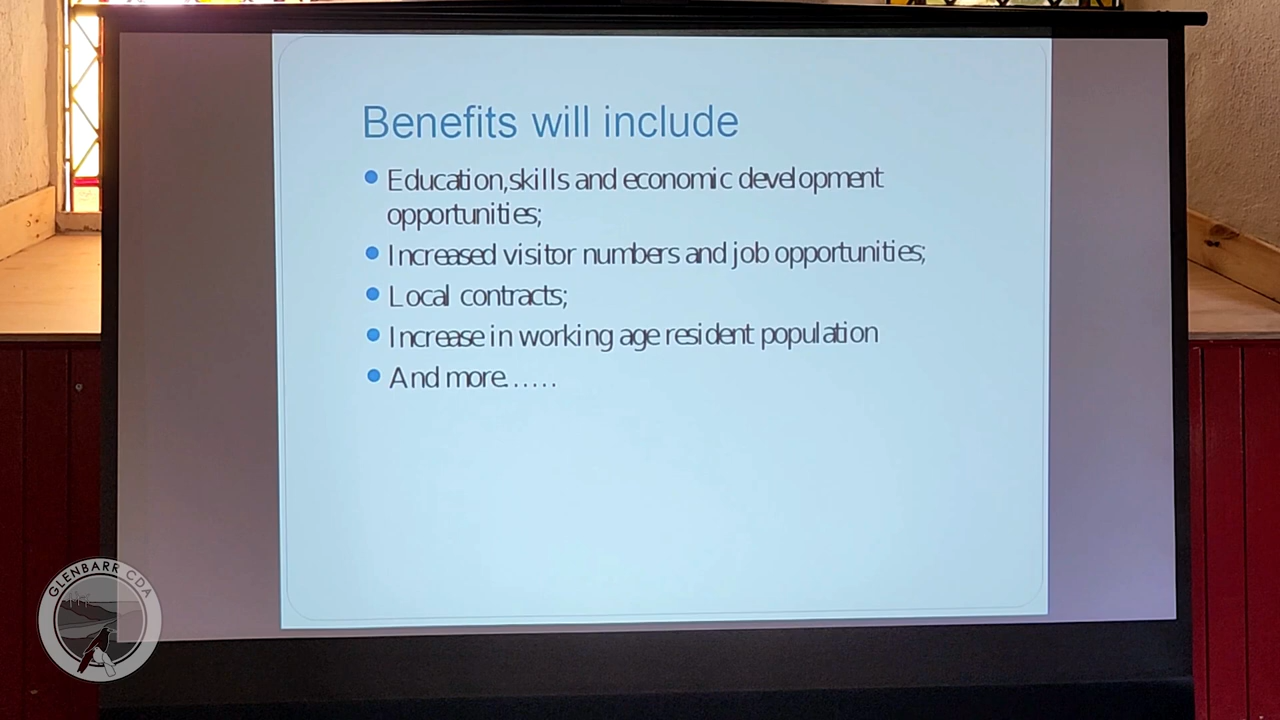 Benefits will include
Education,skills and economic development
opportunities;
Increased visitor numbers and job opportunities;
Local contracts;
Increase in working age resident population
And more......
GLENBARR CDA